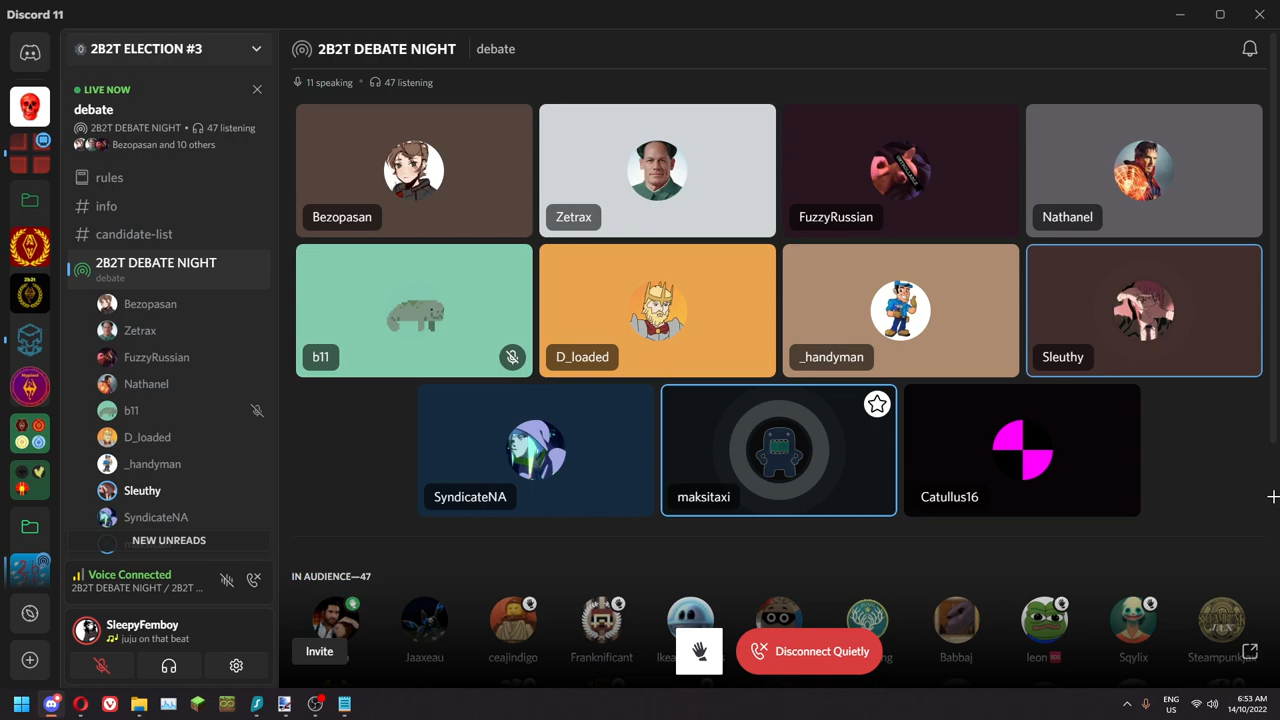 Discord 11
2B2T ELECTION #3
LIVE NOW
debate
2B2T DEBATE NIGHT • 47 listening
Bezopasan and 10 others
rules
info
candidate-list
2B2T DEBATE NIGHT
debate
Bezopasan
Zetrax
FuzzyRussian
Nathanel
b11
D_loaded
_handyman
Sleuthy
SyndicateNA
NEW UNREADS
Voice Connected
2B2T DEBATE NIGHT / 2B2T ...
SleepyFemboy
juju on that beat
2B2T DEBATE NIGHT
debate
11 speaking • 47 listening
Bezopasan
Zetrax
FuzzyRussian
Nathanel
b11
D_loaded
_handyman
Sleuthy
SyndicateNA
maksitaxi
Catullus16
IN AUDIENCE—47
Jaaxeau
ceajindigo
Franknificant
Babbaj
leon
Sqylix
Invite
Disconnect Quietly
ENG
US
6:53 AM
14/10/2022